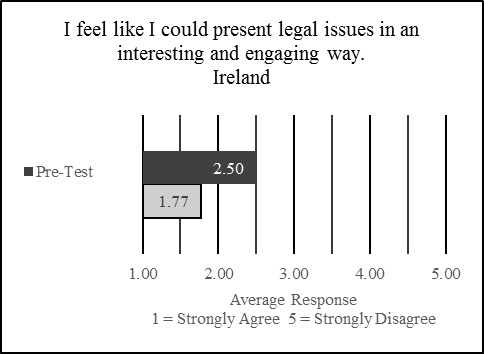 I feel like I could present legal issues in an
interesting and engaging way.
Ireland
Pre-Test
2.50
1.77
1.00 2.00 3.00 4.00 5.00
Average Response
1 = Strongly Agree 5 = Strongly Disagree